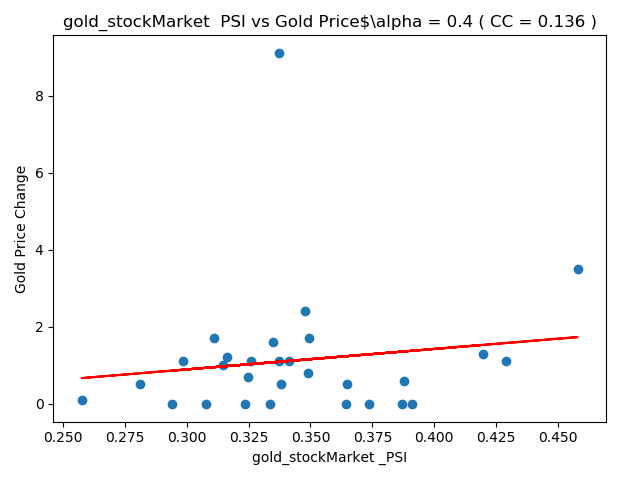 gold_stockMarket  PSI vs Gold Price$\alpha = 0.4 ( CC = 0.136 )
Gold Price Change
8
6
4
2
0
0.250 0.275 0.300 0.325 0.350 0.375 0.400 0.425 0.450
gold_stockMarket _PSI